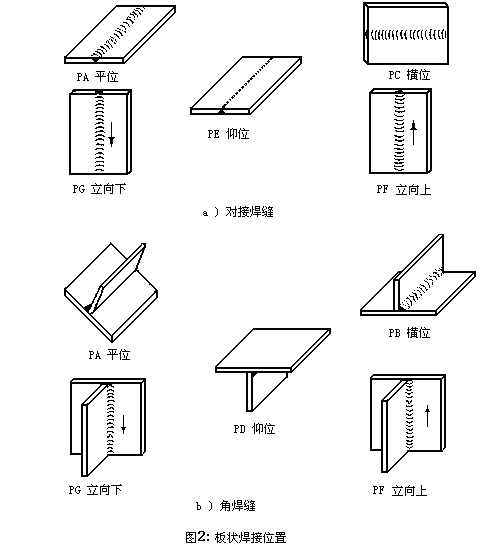 PA 平位
PE 仰位
PC 横位
PG 立向下
PF 立向上
a ）对接焊缝
PA 平位
PD 仰位
PB 横位
PG 立向下
PF 立向上
b ）角焊缝
图2: 板状焊接位置